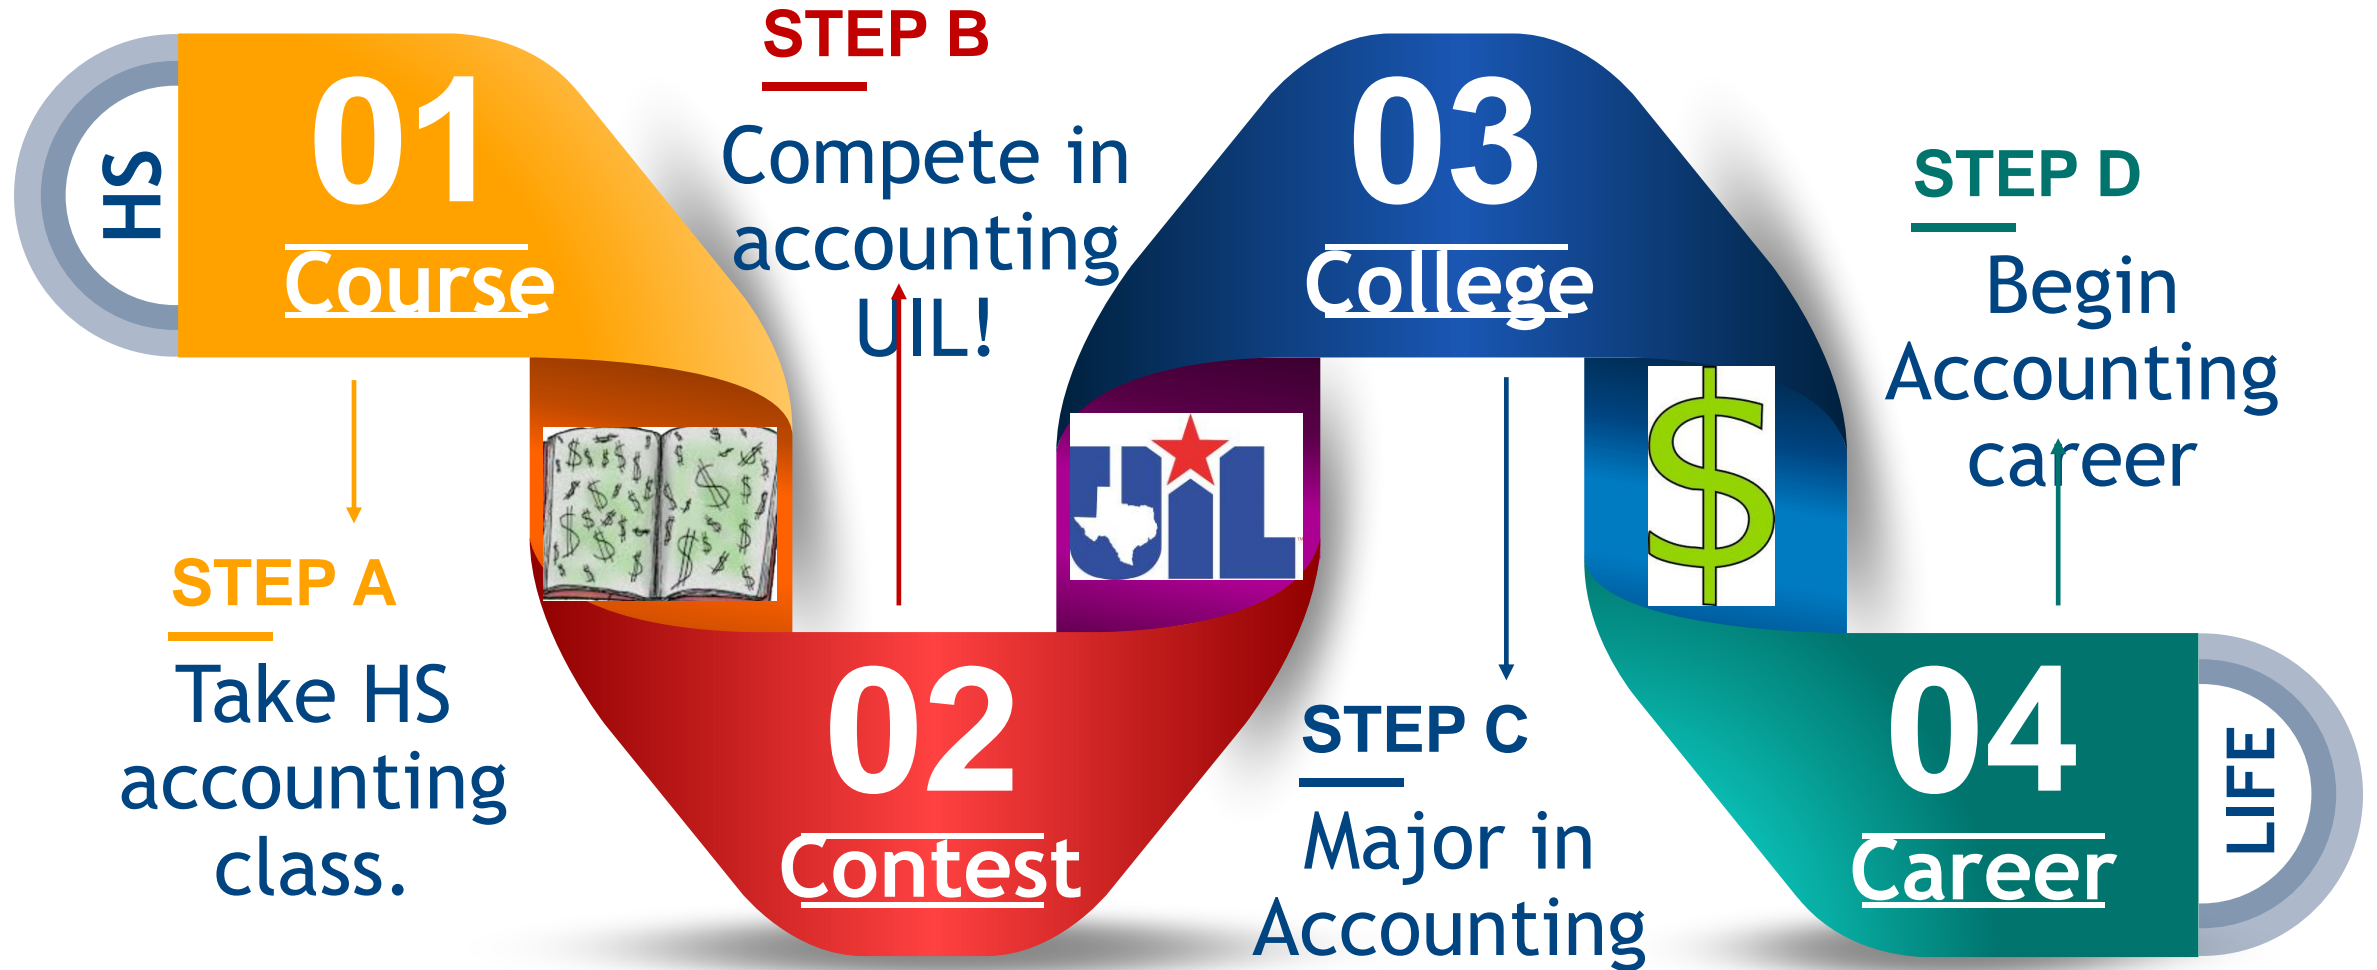 HS
01
Course
STEP A
Take HS
accounting
class.
STEP B
Compete in
accounting
UIL!
02
Contest
UIL
™
03
College
STEP C
Major in
Accounting
$
STEP D
Begin
Accounting
career
04
Career
LIFE